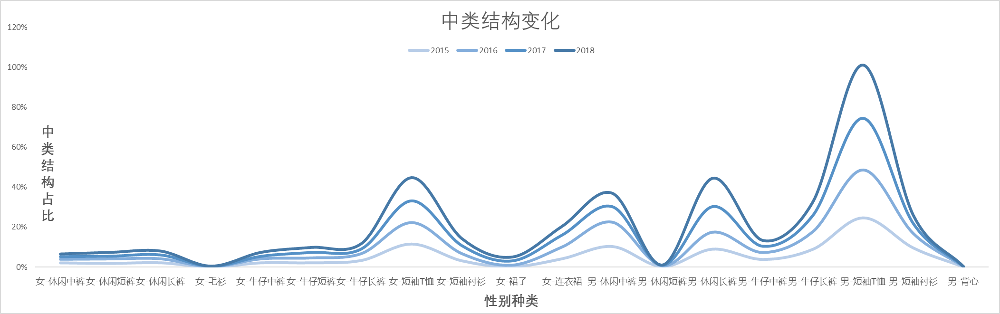 中类结构变化
2015 2016 2017 2018
120%
100%
80%
60%
40%
20%
0%
中类结构占比
女-休闲中裤 女-休闲短裤 女-休闲长裤 女-毛衫 女-牛仔中裤 女-牛仔短裤 女-牛仔长裤 女-短袖T恤 女-短袖衬衫 女-裙子 女-连衣裙 男-休闲中裤 男-休闲短裤 男-休闲长裤 男-牛仔中裤 男-牛仔长裤 男-短袖T恤 男-短袖衬衫 男-背心
性别种类